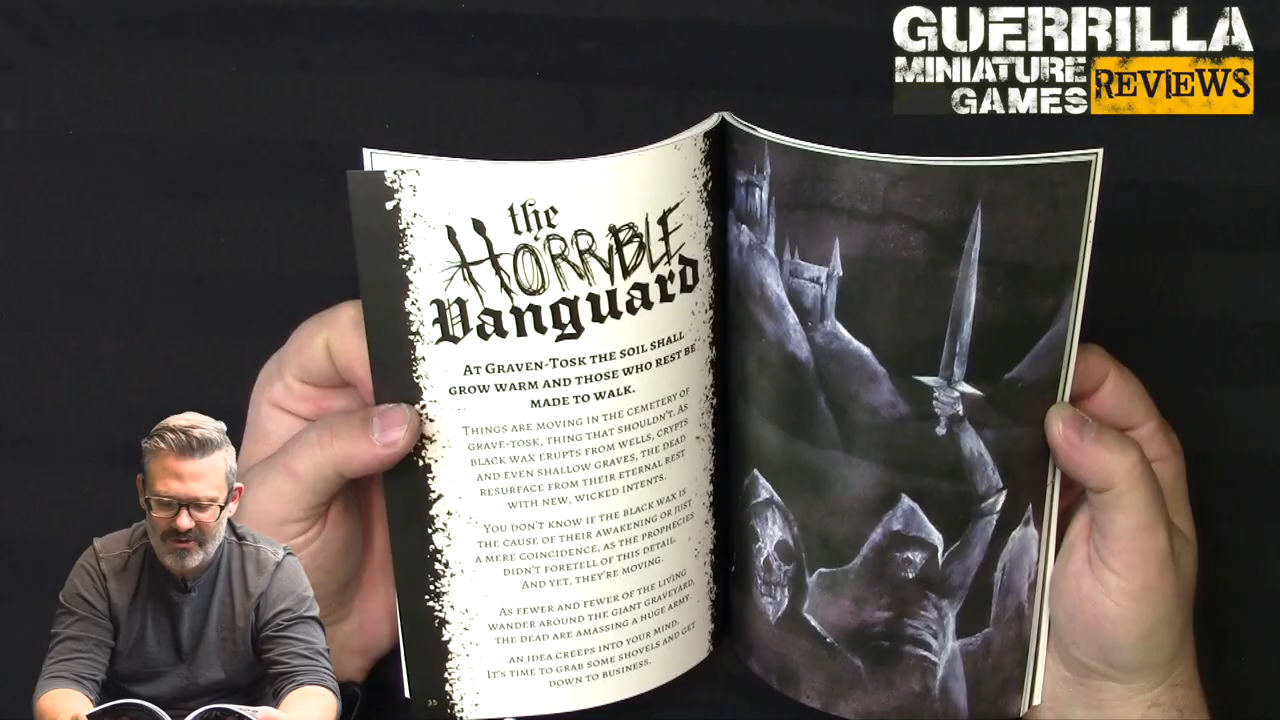 GUERRILLA
MINIATURE
GAMES
REVIEWS
the
HORRIBLE
Vanguard
AT GRAVEN-TOSK THE SOIL SHALL
GROW WARM AND THOSE WHO REST BE
MADE TO WALK.
THINGS ARE MOVING IN THE CEMETERY OF
GRAVE-TOSK, THING THAT SHOULDN'T. AS
BLACK WAX ERUPTS FROM WELLS, CRYPTS
AND EVEN SHALLOW GRAVES, THE DEAD
RESURFACE FROM THEIR ETERNAL REST
WITH NEW, WICKED INTENTS.
YOU DON'T KNOW IF THE BLACK WAX IS
THE CAUSE OF THEIR AWAKENING OR JUST
A MERE COINCIDENCE, AS THE PROPHECIES
DIDN'T FORETELL OF THIS DETAIL.
AND YET, THEY'RE MOVING.
AS FEWER AND FEWER OF THE LIVING
WANDER AROUND THE GIANT GRAVEYARD,
THE DEAD ARE AMASSING A HUGE ARMY.
AN IDEA CREEPS INTO YOUR MIND.
IT'S TIME TO GRAB SOME SHOVELS AND GET
DOWN TO BUSINESS.
35